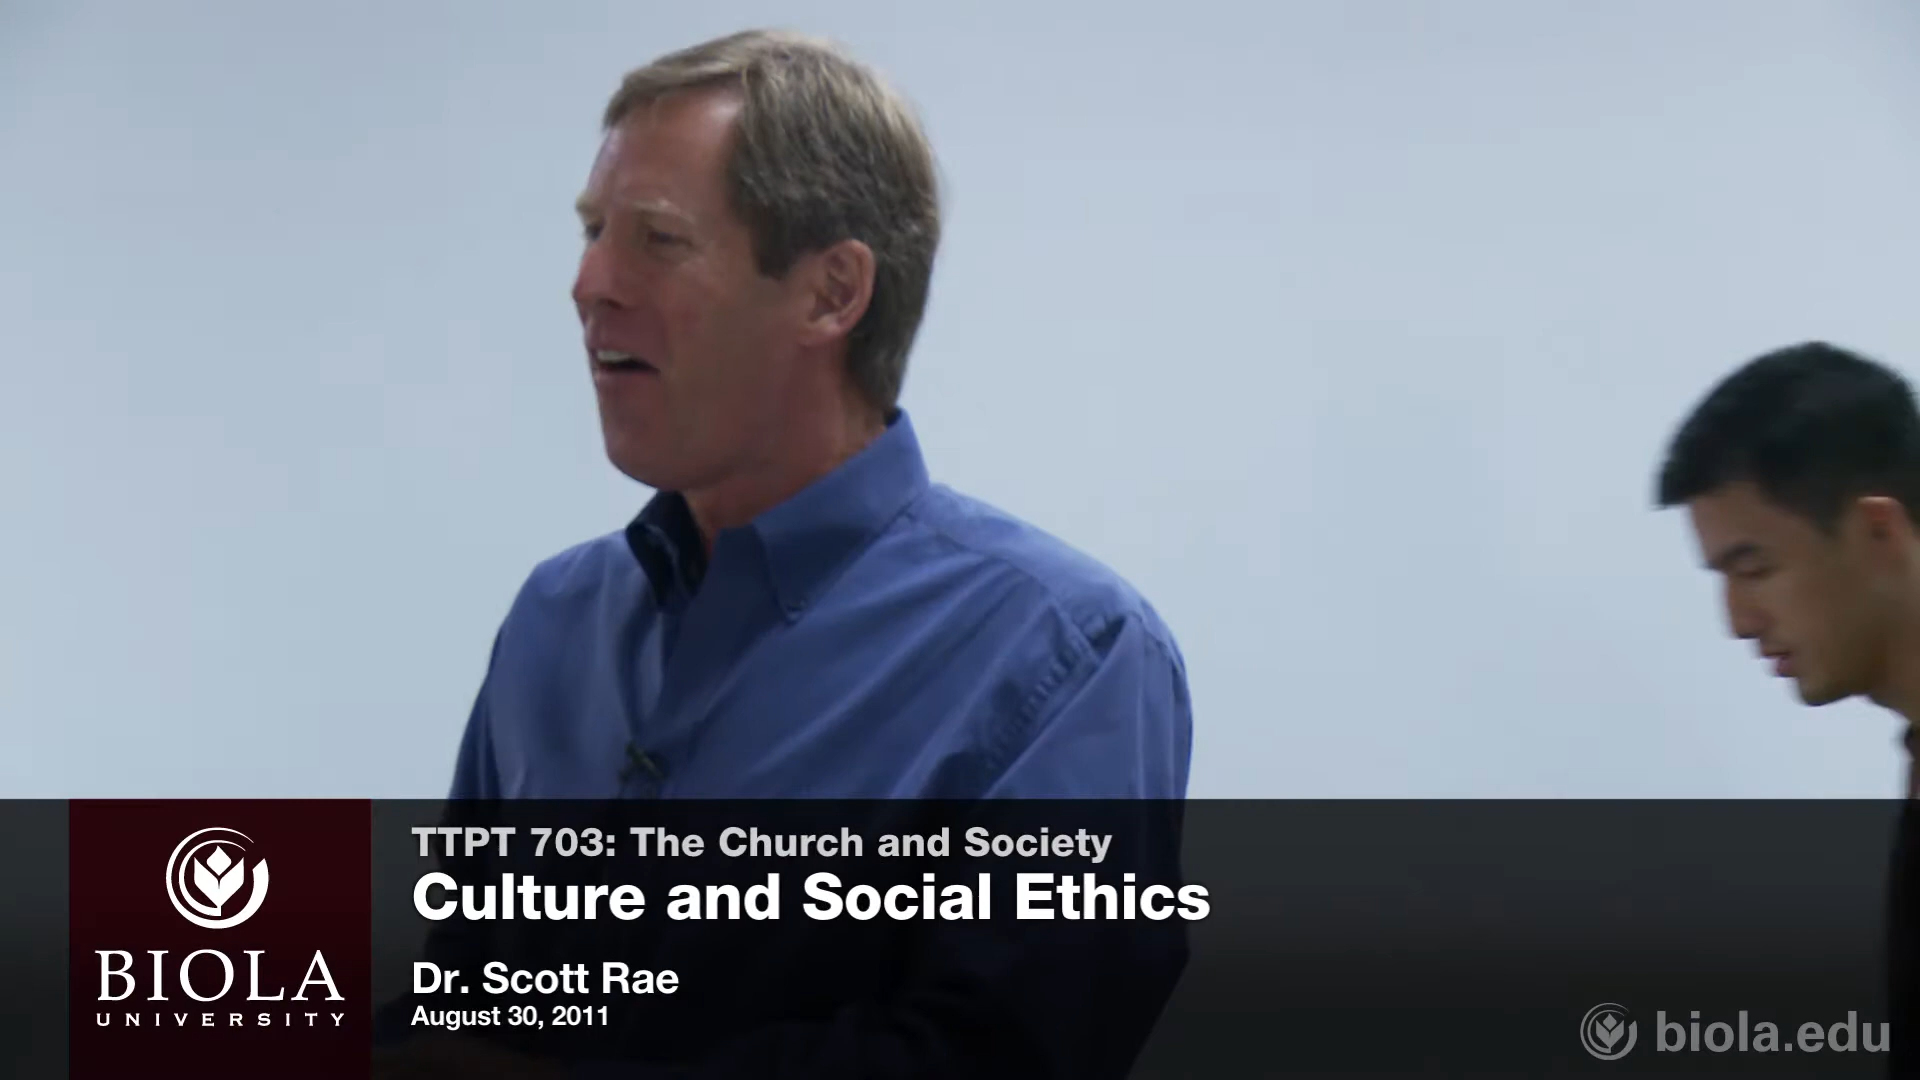 TTPT 703: The Church and Society
Culture and Social Ethics
Dr. Scott Rae
August 30, 2011
BIOLA
UNIVERSITY
biola.edu